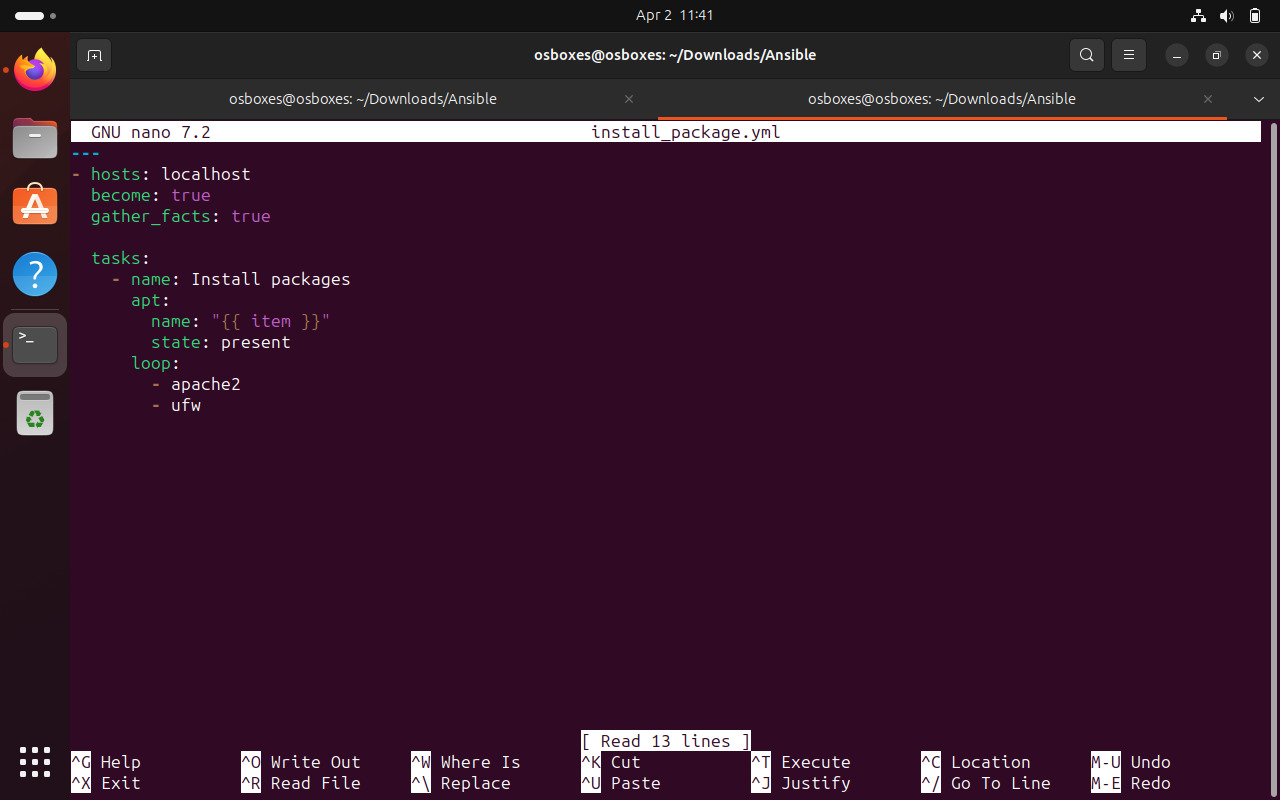 Apr 2 11:41
osboxes@osboxes: ~/Downloads/Ansible
osboxes@osboxes: ~/Downloads/Ansible
osboxes@osboxes: ~/Downloads/Ansible
GNU nano 7.2 install_package.yml
---
- hosts: localhost
  become: true
  gather_facts: true

  tasks:
    - name: Install packages
      apt:
        name: "{{ item }}"
        state: present
      loop:
        - apache2
        - ufw
[ Read 13 lines ]
^G Help ^O Write Out ^W Where Is ^K Cut ^T Execute ^C Location M-U Undo
^X Exit ^R Read File ^\ Replace ^U Paste ^J Justify ^/ Go To Line M-E Redo